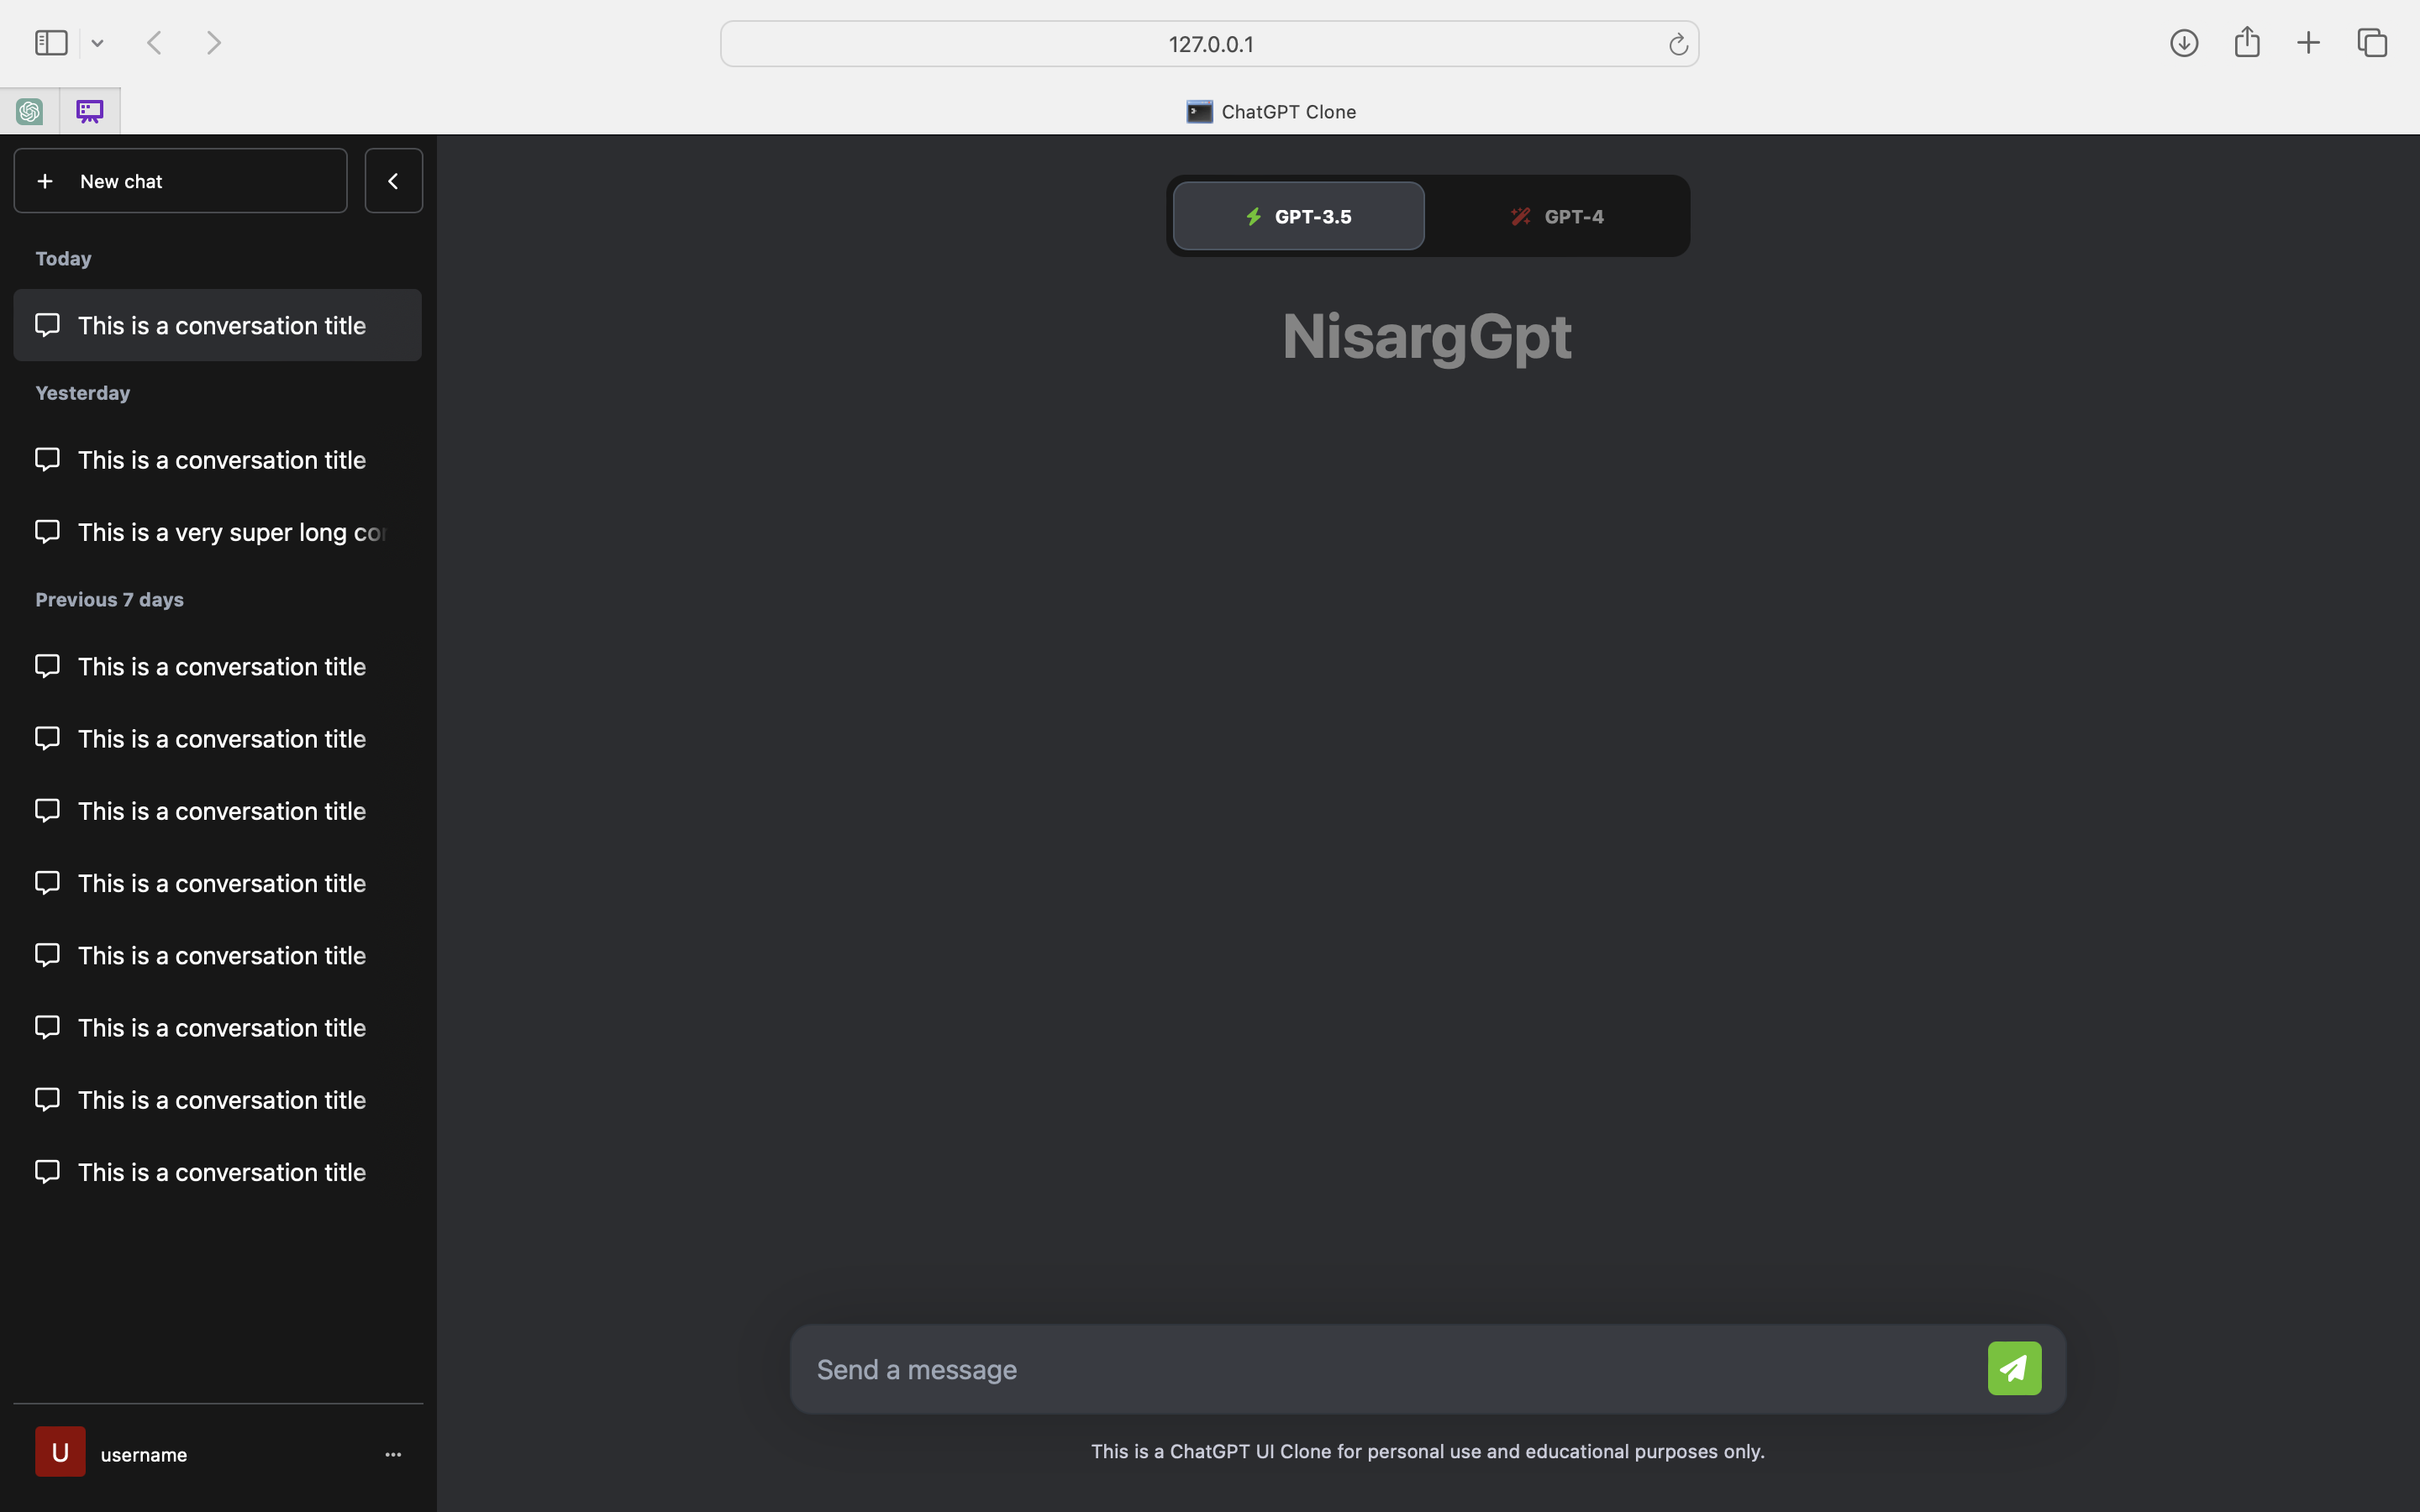 127.0.0.1
ChatGPT Clone
New chat
Today
This is a conversation title
Yesterday
This is a conversation title
This is a very super long
Previous 7 days
This is a conversation title
This is a conversation title
This is a conversation title
This is a conversation title
This is a conversation title
This is a conversation title
This is a conversation title
This is a conversation title
U
username
GPT-3.5
GPT-4
NisargGpt
Send a message
This is a ChatGPT UI Clone for personal use and educational purposes only.